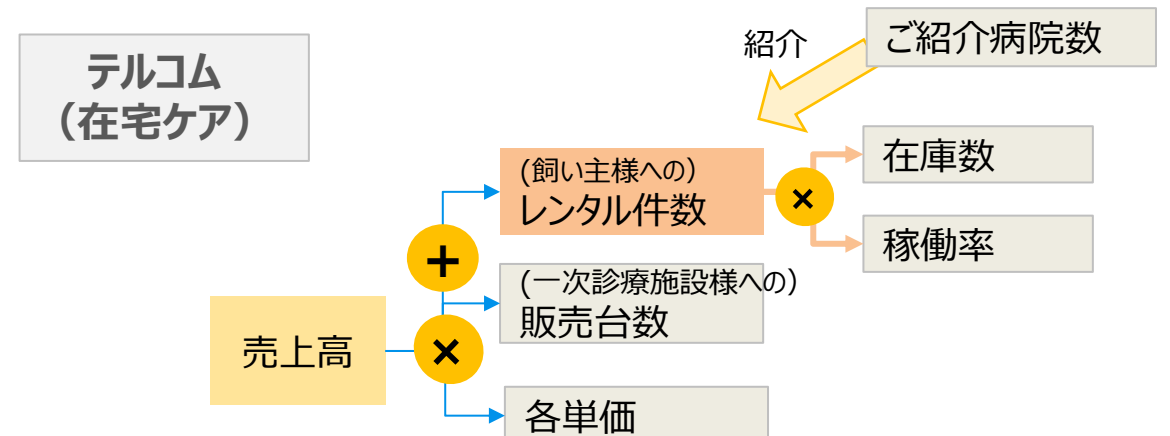 テルコム
（在宅ケア）
紹介
ご紹介病院数
(飼い主様への）
レンタル件数
×
在庫数
稼働率
＋
(一次診療施設様への）
販売台数
売上高
×
各単価